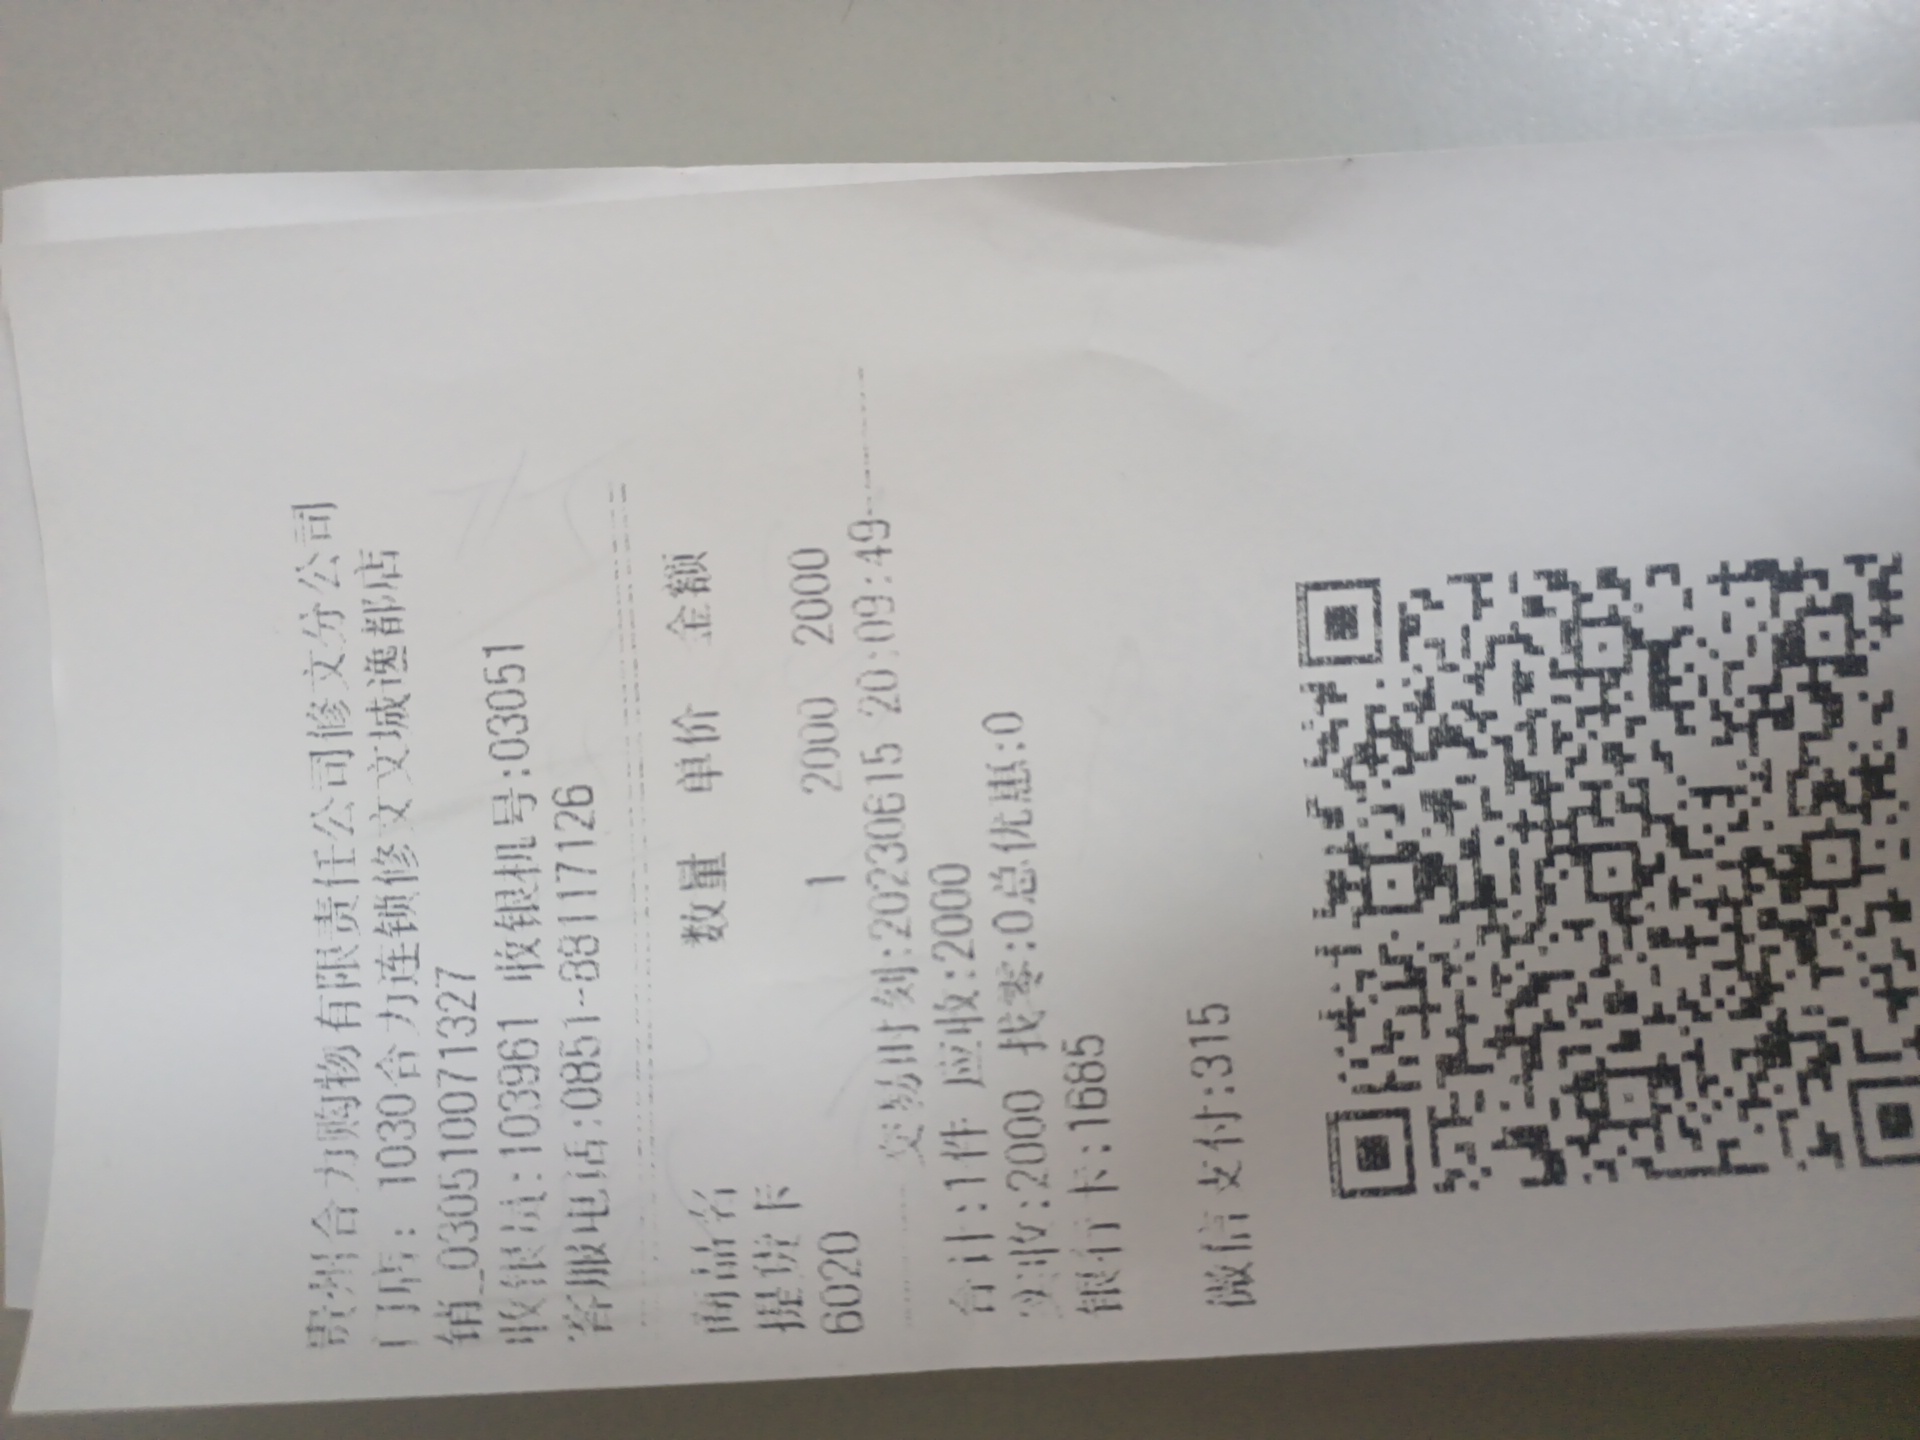 贵州合力购物有限责任公司修文分公司
门店: 1030合力连锁修文文城逸都店
销_03051007​1327
收银员:103961 收银机号:03051
客服电话:0851-88117126
商品名 数量 单价 金额
提货卡
6020 1 2000 2000
交易时刻:20230615 20:09:49
合计:1件 应收:2000
实收:2000 找零:0总优惠:0
银行卡:1685
微信支付:315